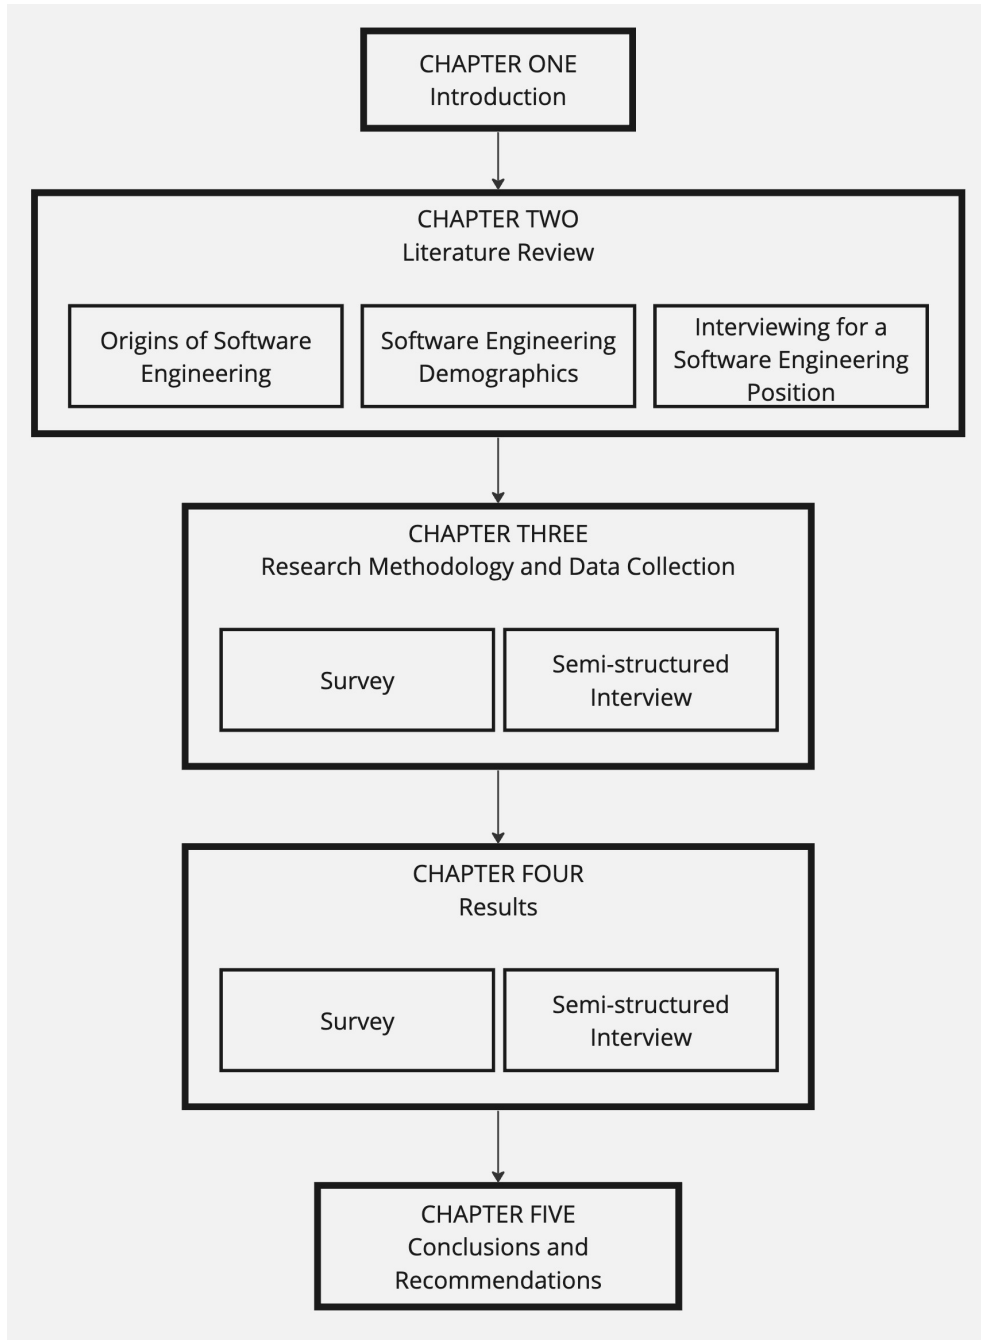 CHAPTER ONE
Introduction
CHAPTER TWO
Literature Review
Origins of Software
Engineering
Software Engineering
Demographics
Interviewing for a
Software Engineering
Position
CHAPTER THREE
Research Methodology and Data Collection
Survey
Semi-structured
Interview
CHAPTER FOUR
Results
Survey
Semi-structured
Interview
CHAPTER FIVE
Conclusions and
Recommendations